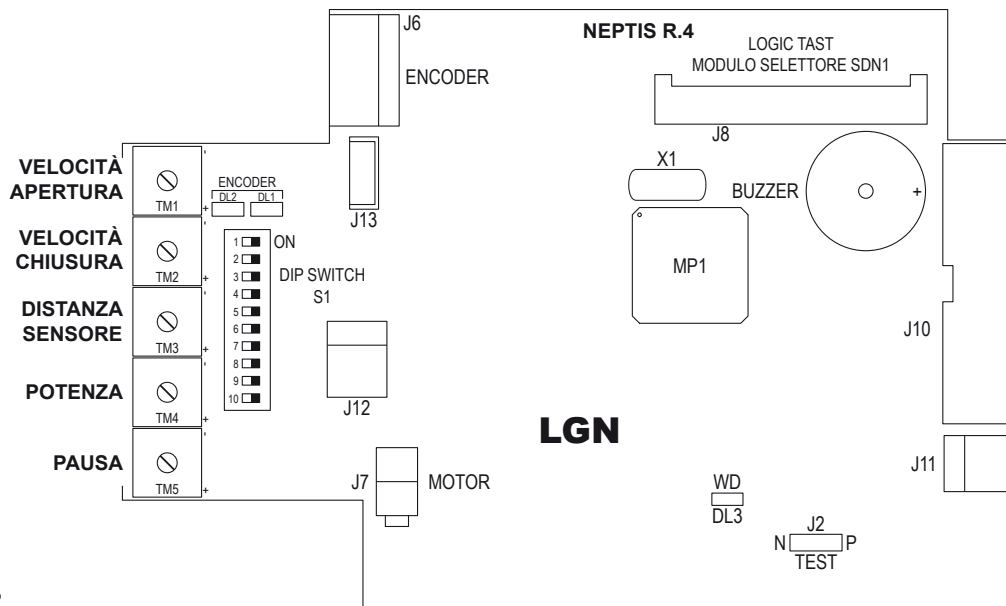 J6
NEPTIS R.4
LOGIC TAST
MODULO SELETTORE SDN1
ENCODER
J8
VELOCITÀ
APERTURA
TM1
+
ENCODER
DL2 DL1
J13
X1
BUZZER
+
VELOCITÀ
CHIUSURA
TM2
+
1 ON
2
3 DIP SWITCH
4 S1
5
6
7
8
9
10
MP1
DISTANZA
SENSORE
TM3
+
J10
POTENZA
TM4
+
J12
LGN
PAUSA
TM5
+
J7 MOTOR
J11
WD
DL3
J2
N P
TEST